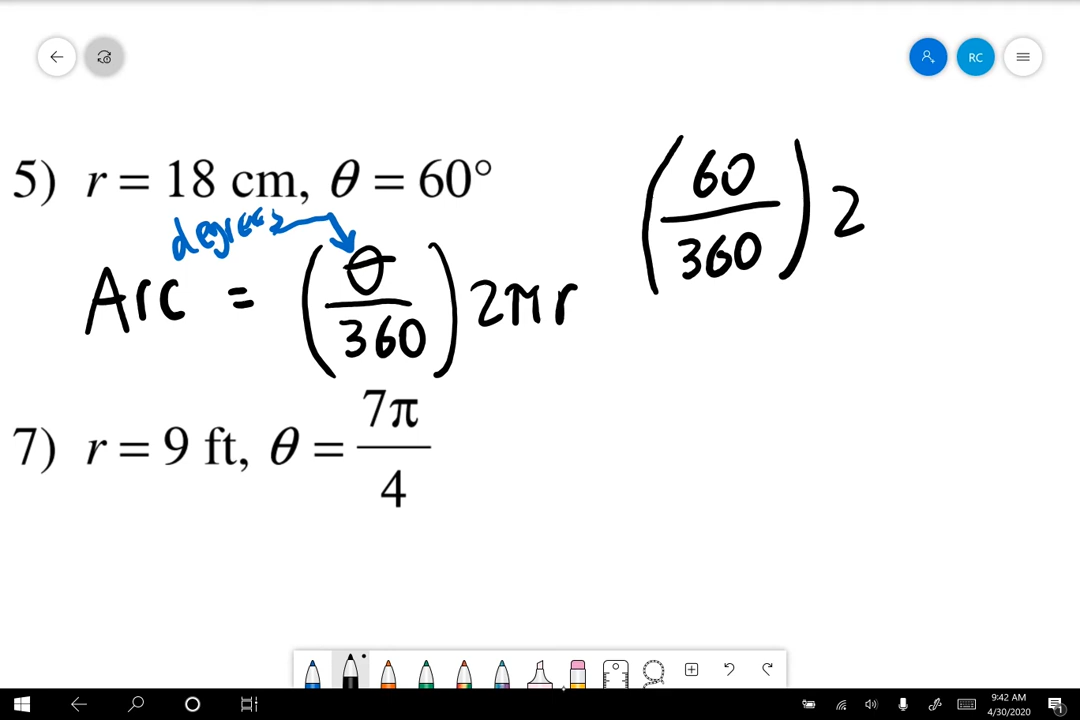 RC
5) r = 18 cm, θ = 60°
(60/360) 2
degrees
Arc = (θ/360) 2πr
7) r = 9 ft, θ = 7π/4
9:42 AM
4/30/2020
1